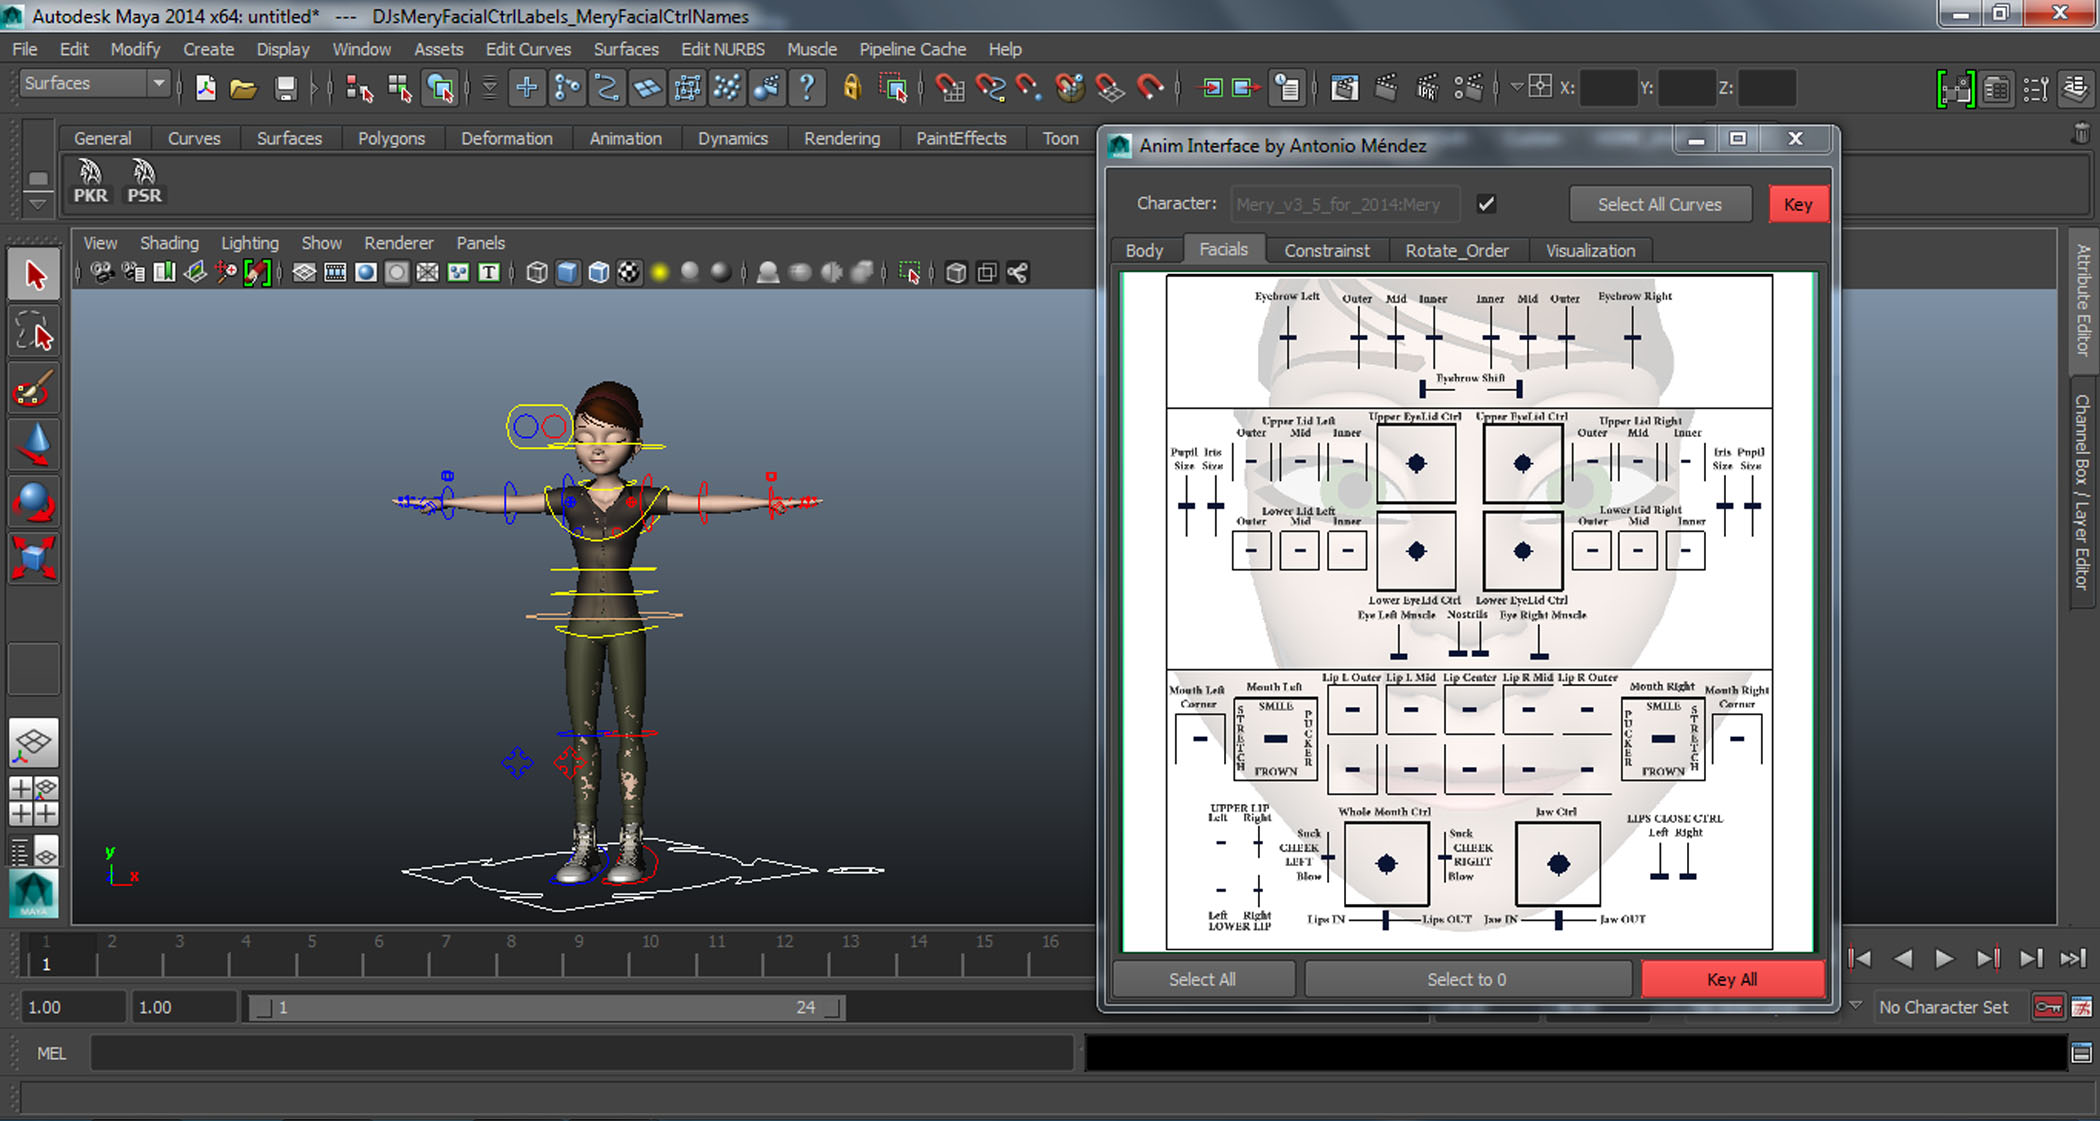 Autodesk Maya 2014 x64: untitled* --- DJsMeryFacialCtrlLabels_MeryFacialCtrlNames
File Edit Modify Create Display Window Assets Edit Curves Surfaces Edit NURBS Muscle Pipeline Cache Help
Surfaces
IPR
X:
Y:
Z:
General Curves Surfaces Polygons Deformation Animation Dynamics Rendering PaintEffects Toon
PKR PSR
View Shading Lighting Show Renderer Panels
Anim Interface by Antonio Méndez
Character: Mery_v3_5_for_2014:Mery
Select All Curves
Key
Body Facials Constrainst Rotate_Order Visualization
Eyebrow Left Outer Mid Inner Inner Mid Outer Eyebrow Right
Eyebrow Shift
Upper Lid Left Upper EyeLid Ctrl Upper EyeLid Ctrl Upper Lid Right
Outer Mid Inner Outer Mid Inner
Pupil Iris Iris Pupil
Size Size Size Size
Lower Lid Left Lower Lid Right
Outer Mid Inner Outer Mid Inner
Lower EyeLid Ctrl Lower EyeLid Ctrl
Eye Left Muscle Nostrils Eye Right Muscle
Lip L Outer Lip L Mid Lip Center Lip R Mid Lip R Outer
Mouth Left Corner
Mouth Left
SMILE
STRETCH
PUCKER
FROWN
Mouth Right
SMILE
PUCKER
STRETCH
FROWN
Mouth Right Corner
UPPER LIP
Left Right
Left Right
LOWER LIP
Whole Mouth Ctrl
Suck
CHEEK
LEFT
Blow
Suck
CHEEK
RIGHT
Blow
Jaw Ctrl
LIPS CLOSE CTRL
Left Right
Lips IN Lips OUT Jaw IN Jaw OUT
Select All
Select to 0
Key All
Attribute Editor
Channel Box / Layer Editor
y
x
MAYA
1 2 3 4 5 6 7 8 9 10 11 12 13 14 15 16
1
1.00 1.00 1 24
No Character Set
MEL